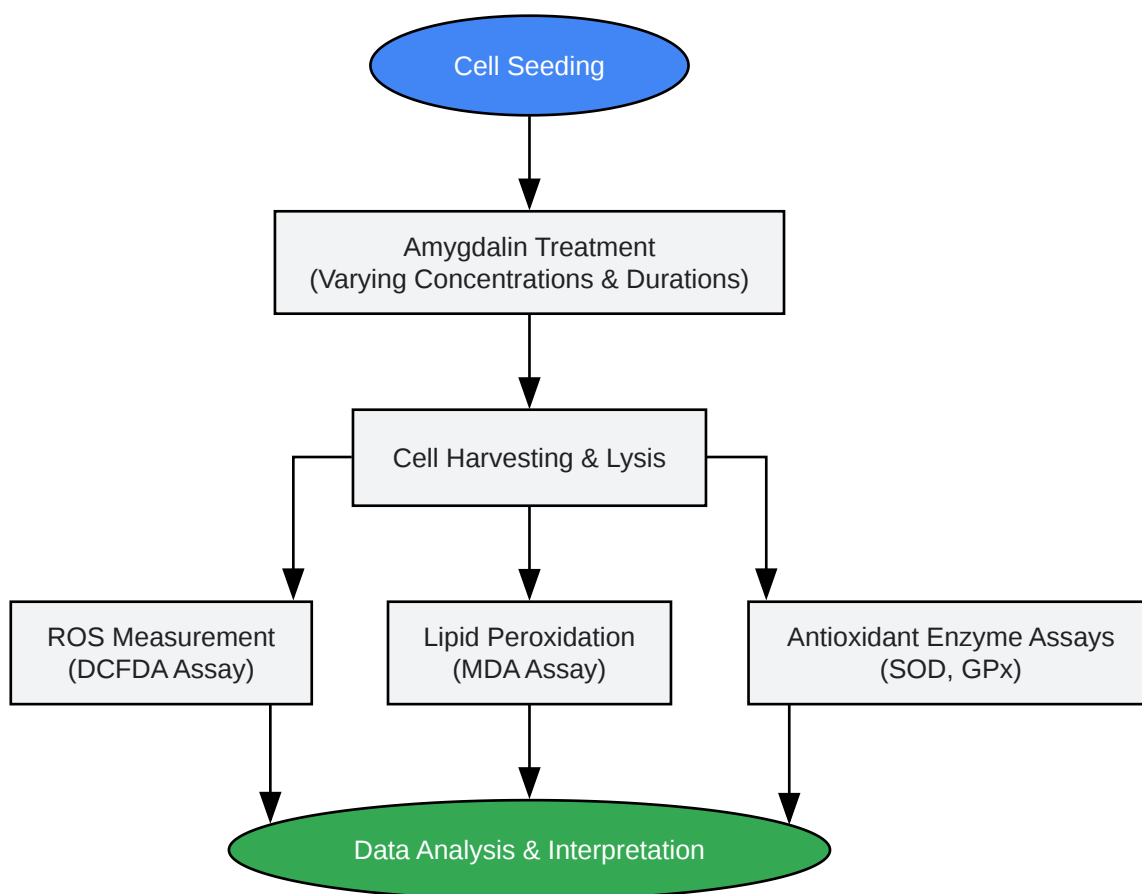 Cell Seeding
Amygdalin Treatment
(Varying Concentrations & Durations)
Cell Harvesting & Lysis
ROS Measurement
(DCFDA Assay)
Lipid Peroxidation
(MDA Assay)
Antioxidant Enzyme Assays
(SOD, GPx)
Data Analysis & Interpretation